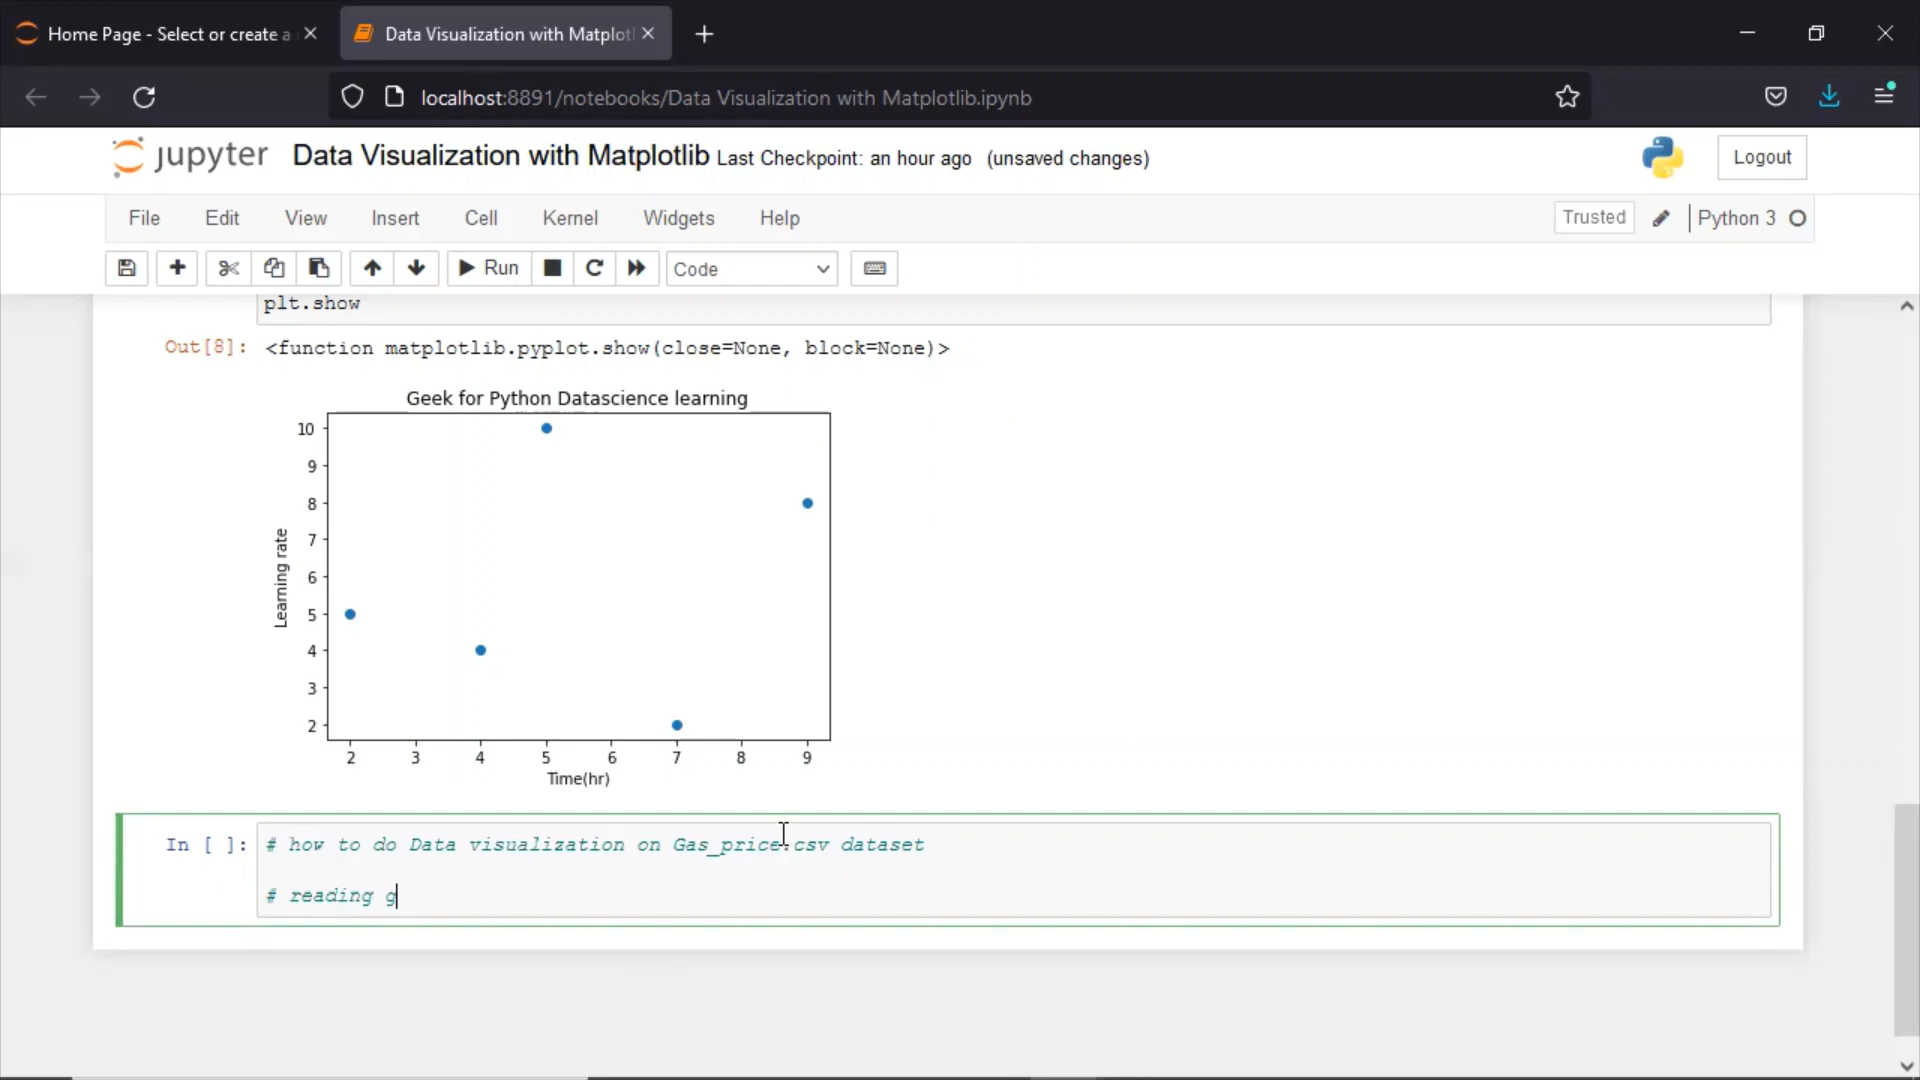 Home Page - Select or create a
Data Visualization with Matplotl
localhost:8891/notebooks/Data Visualization with Matplotlib.ipynb
jupyter Data Visualization with Matplotlib Last Checkpoint: an hour ago (unsaved changes)
Logout
File Edit View Insert Cell Kernel Widgets Help
Trusted Python 3
Run Code
plt.show
Out[8]: <function matplotlib.pyplot.show(close=None, block=None)>
Geek for Python Datascience learning
10
9
8
7
6
5
4
3
2
Learning rate
2 3 4 5 6 7 8 9
Time(hr)
In [ ]: # how to do Data visualization on Gas_price.csv dataset
# reading g